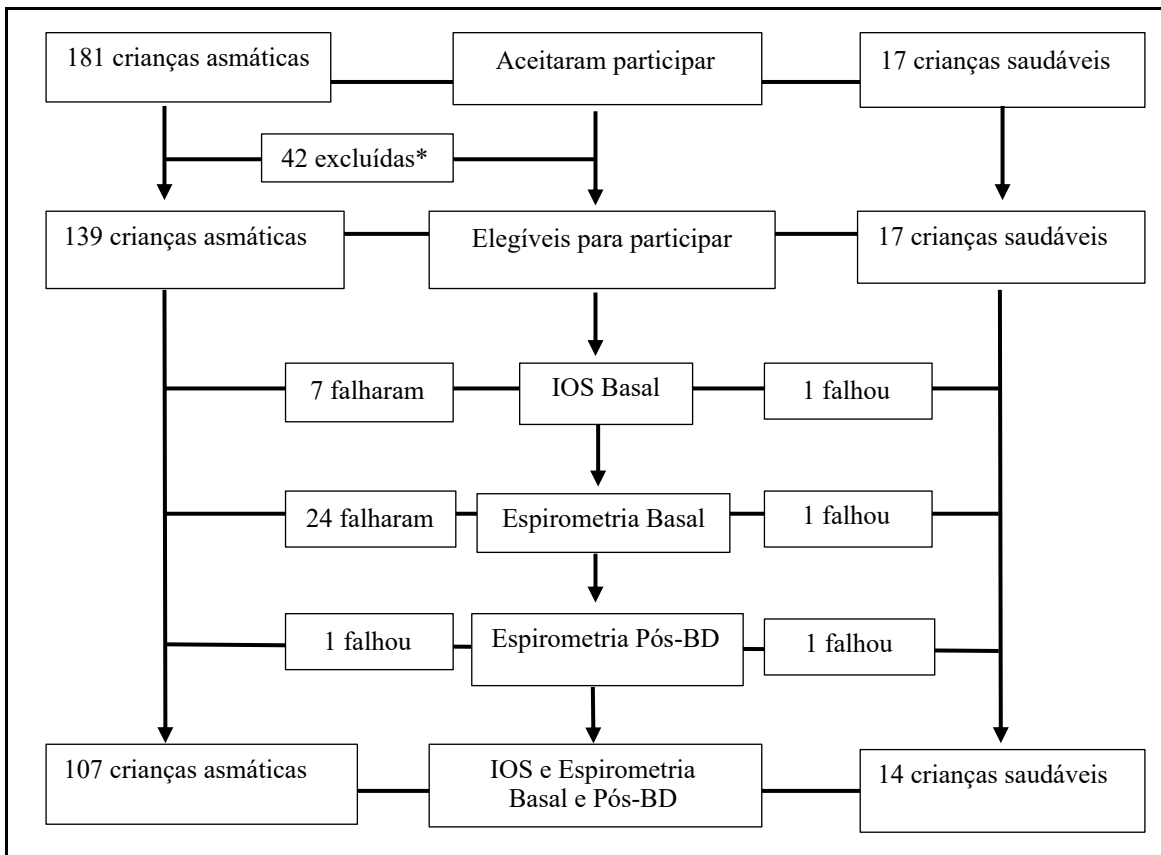 181 crianças asmáticas
Aceitaram participar
17 crianças saudáveis
42 excluídas*
139 crianças asmáticas
Elegíveis para participar
17 crianças saudáveis
7 falharam
IOS Basal
1 falhou
24 falharam
Espirometria Basal
1 falhou
1 falhou
Espirometria Pós-BD
1 falhou
107 crianças asmáticas
IOS e Espirometria
Basal e Pós-BD
14 crianças saudáveis